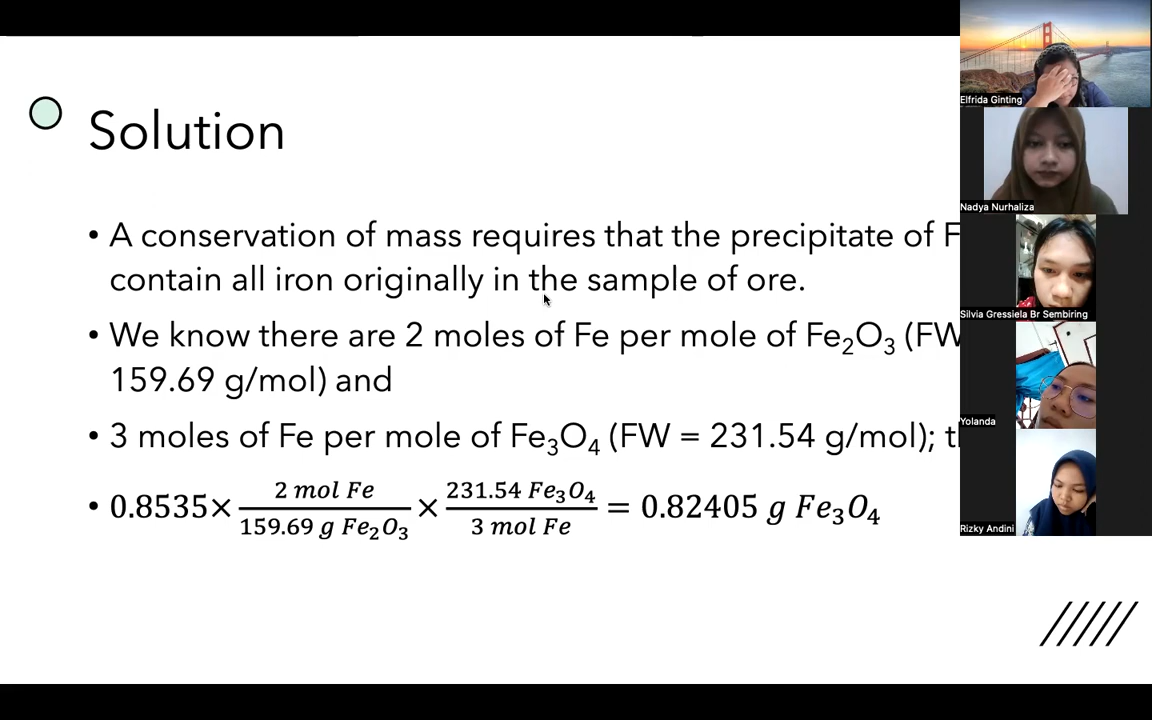 Solution
• A conservation of mass requires that the precipitate of F
contain all iron originally in the sample of ore.
• We know there are 2 moles of Fe per mole of Fe₂O₃ (FW
159.69 g/mol) and
• 3 moles of Fe per mole of Fe₃O₄ (FW = 231.54 g/mol); t
• 0.8535× 2 mol Fe / 159.69 g Fe₂O₃ × 231.54 Fe₃O₄ / 3 mol Fe = 0.82405 g Fe₃O₄
Elfrida Ginting
Nadya Nurhaliza
Silvia Gressiela Br Sembiring
Yolanda
Rizky Andini